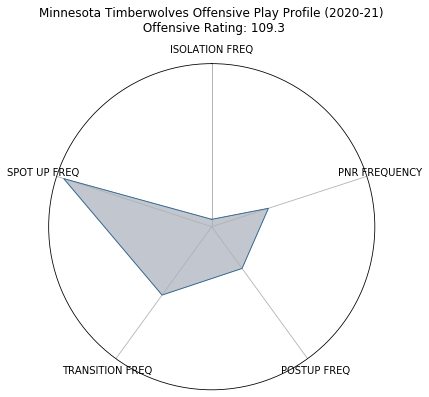 Minnesota Timberwolves Offensive Play Profile (2020-21)
Offensive Rating: 109.3
ISOLATION FREQ
SPOT UP FREQ
PNR FREQUENCY
TRANSITION FREQ
POSTUP FREQ